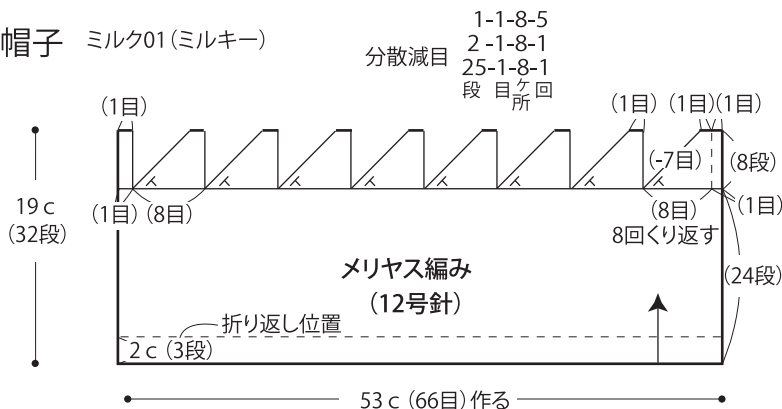 帽子 ミルク01(ミルキー)
分散減目
1-1-8-5
2 -1-8-1
25-1-8-1
段 目 ケ所 回
(1目) (1目) (1目)(1目)
(-7目) (8段)
19 c
(32段)
(1目) (8目) (8目) (1目)
8回くり返す
メリヤス編み
(12号針)
(24段)
折り返し位置
2 c (3段)
53 c (66目) 作る